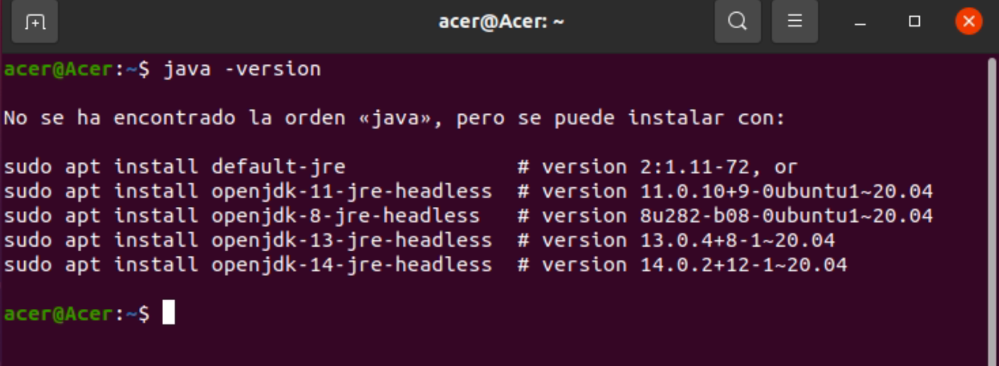 acer@Acer: ~
acer@Acer:~$ java -version
No se ha encontrado la orden «java», pero se puede instalar con:
sudo apt install default-jre              # version 2:1.11-72, or
sudo apt install openjdk-11-jre-headless  # version 11.0.10+9-0ubuntu1~20.04
sudo apt install openjdk-8-jre-headless   # version 8u282-b08-0ubuntu1~20.04
sudo apt install openjdk-13-jre-headless  # version 13.0.4+8-1~20.04
sudo apt install openjdk-14-jre-headless  # version 14.0.2+12-1~20.04
acer@Acer:~$